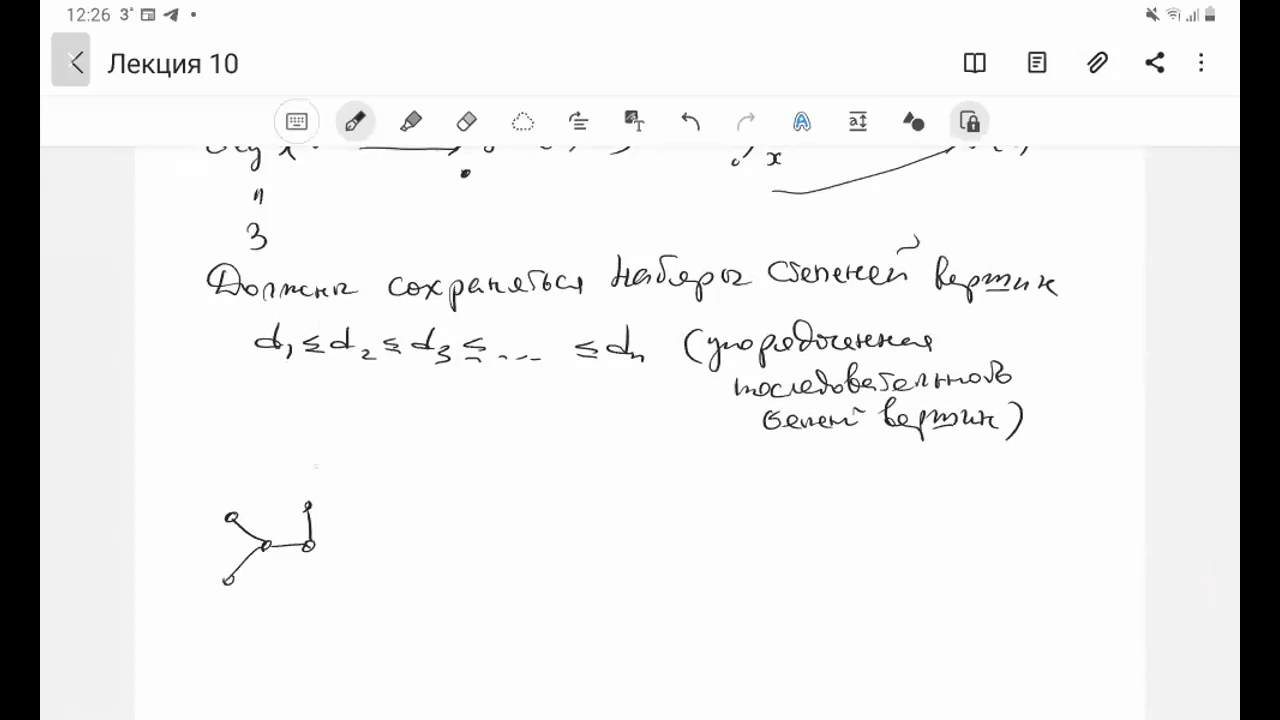 12:26 3°
Лекция 10
x
3
Должны сохраняться наборы степеней вершин
d₁ ≤ d₂ ≤ d₃ ≤ .... ≤ dₙ (упорядоченная
последовательность
степеней вершин)